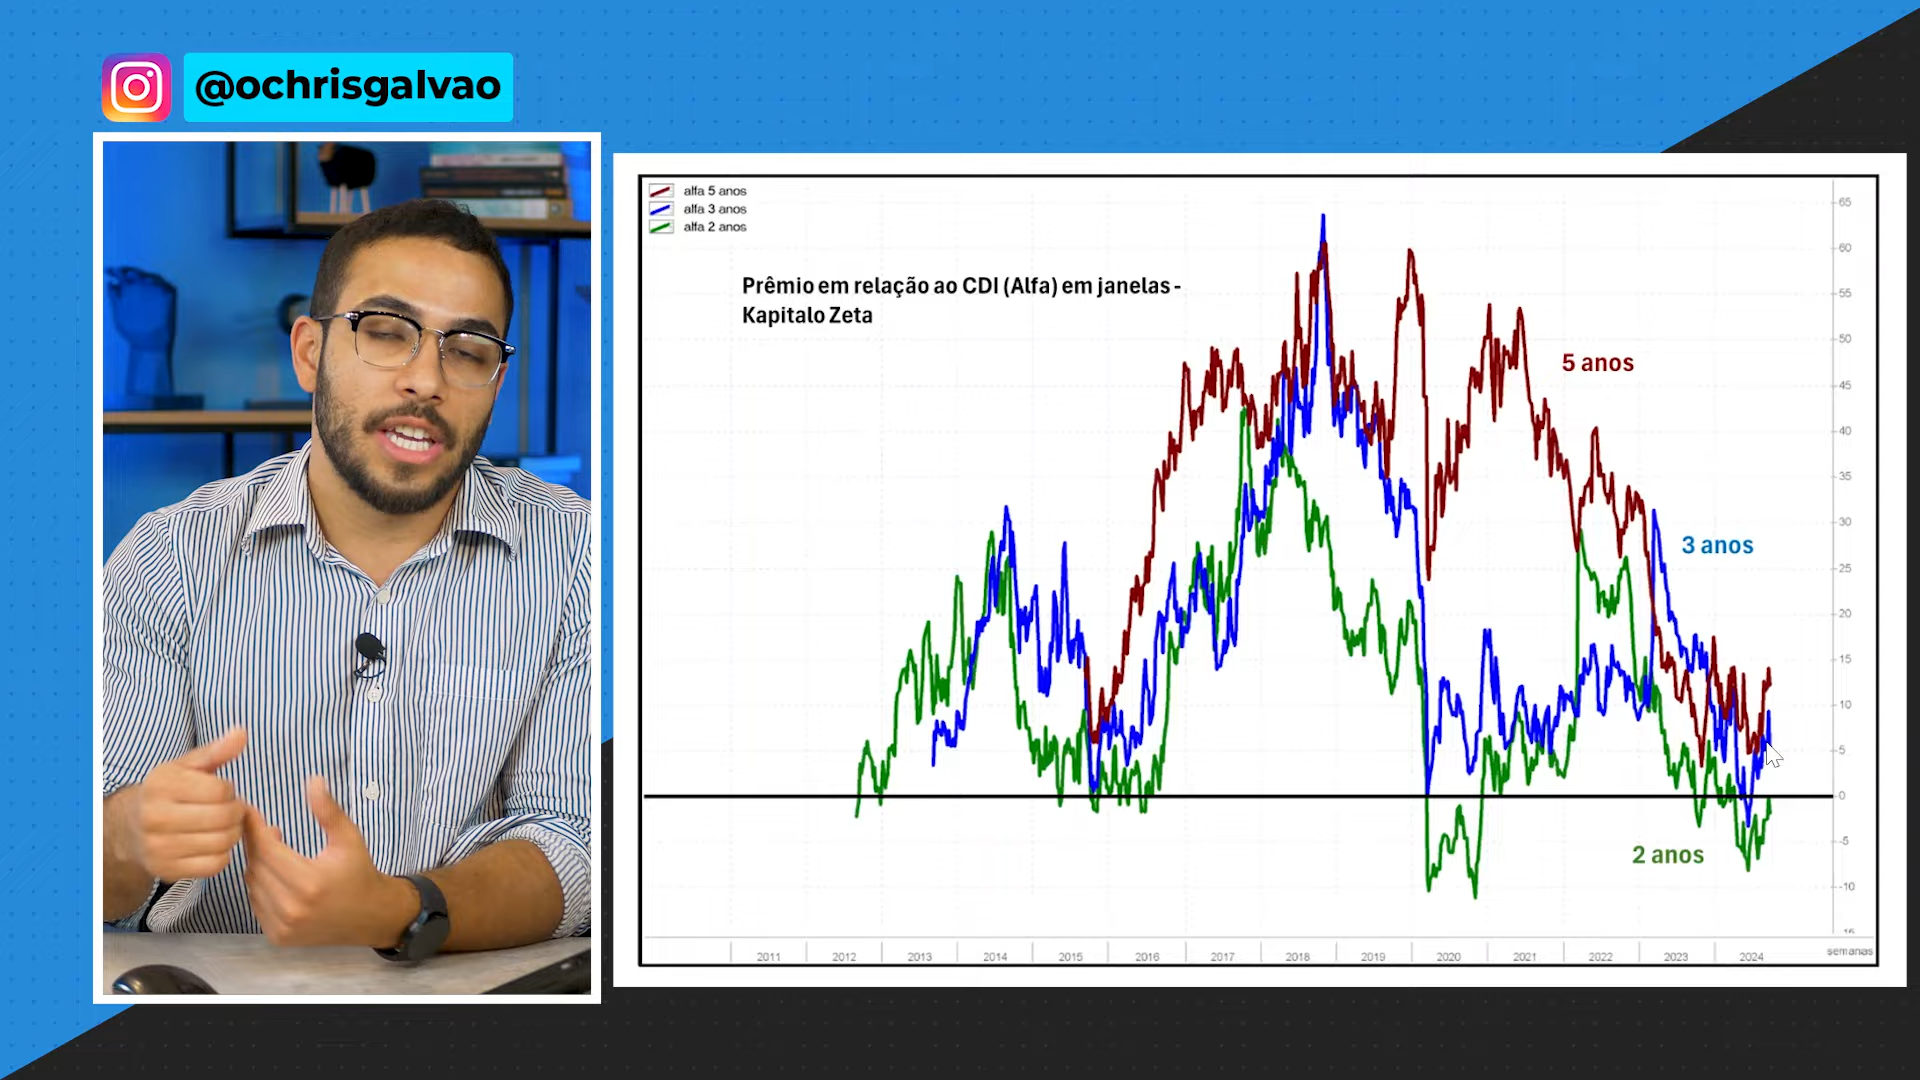 @ochrisgalvao
alfa 5 anos
alfa 3 anos
alfa 2 anos
Prêmio em relação ao CDI (Alfa) em janelas -
Kapitalo Zeta
5 anos
3 anos
2 anos
65
60
55
50
45
40
35
30
25
20
15
10
5
0
-5
-10
2011 2012 2013 2014 2015 2016 2017 2018 2019 2020 2021 2022 2023 2024
semanas